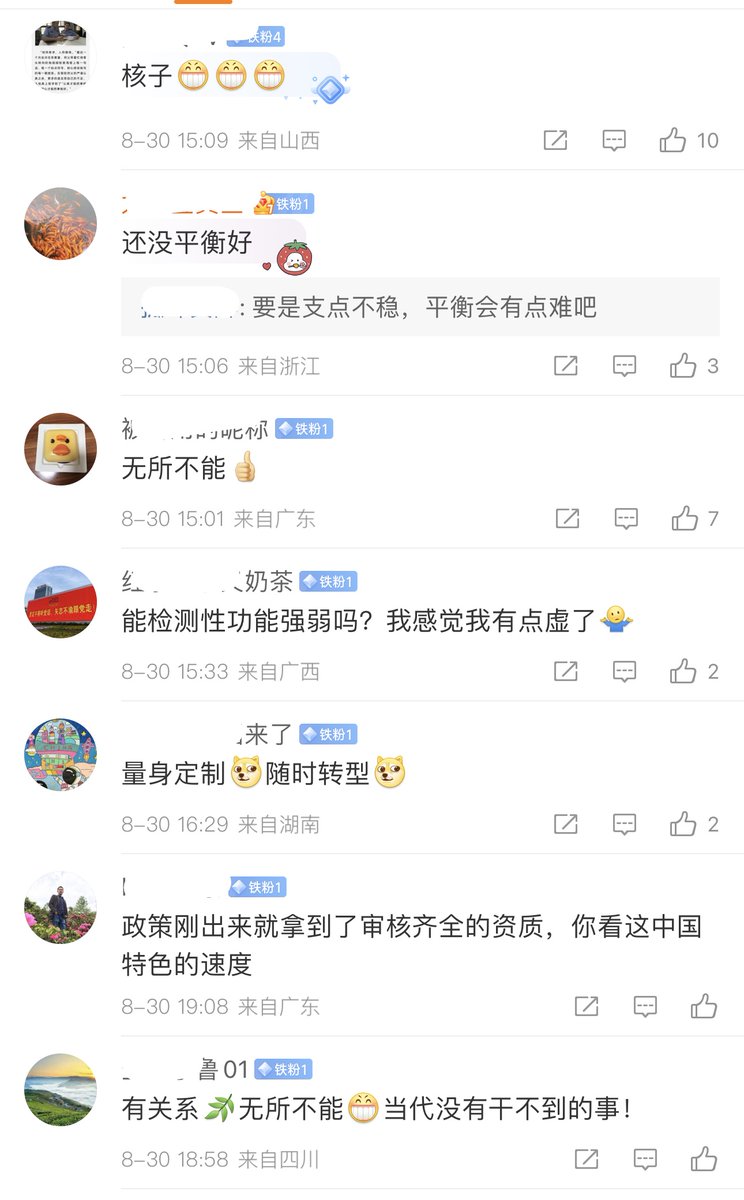 铁粉4
核子
8–30 15:09 来自山西
10
铁粉1
还没平衡好
: 要是支点不稳，平衡会有点难吧
8–30 15:06 来自浙江
3
昵称 铁粉1
无所不能
8–30 15:01 来自广东
7
奶茶 铁粉1
能检测性功能强弱吗？我感觉我有点虚了
8–30 15:33 来自广西
2
来了 铁粉1
量身定制 随时转型
8–30 16:29 来自湖南
2
铁粉1
政策刚出来就拿到了审核齐全的资质，你看这中国
特色的速度
8–30 19:08 来自广东
鲁01 铁粉1
有关系 无所不能 当代没有干不到的事！
8–30 18:58 来自四川